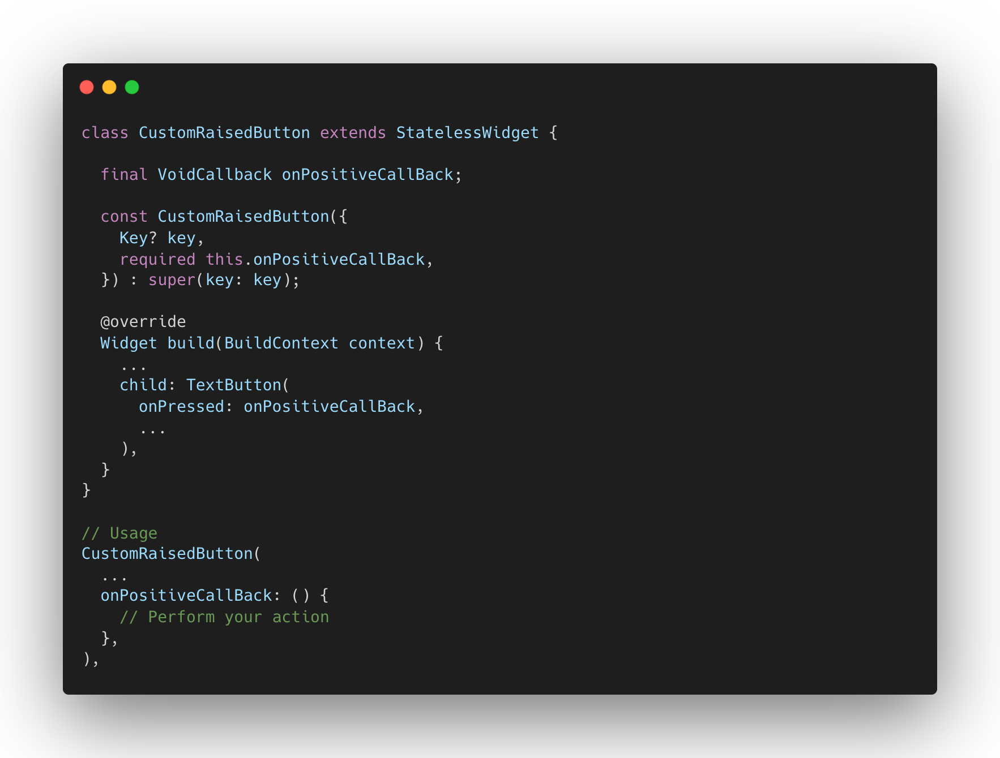 class CustomRaisedButton extends StatelessWidget {
  final VoidCallback onPositiveCallBack;
  const CustomRaisedButton({
    Key? key,
    required this.onPositiveCallBack,
  }) : super(key: key);
  @override
  Widget build(BuildContext context) {
    ...
    child: TextButton(
      onPressed: onPositiveCallBack,
      ...
    ),
  }
}
// Usage
CustomRaisedButton(
  ...
  onPositiveCallBack: () {
    // Perform your action
  },
),